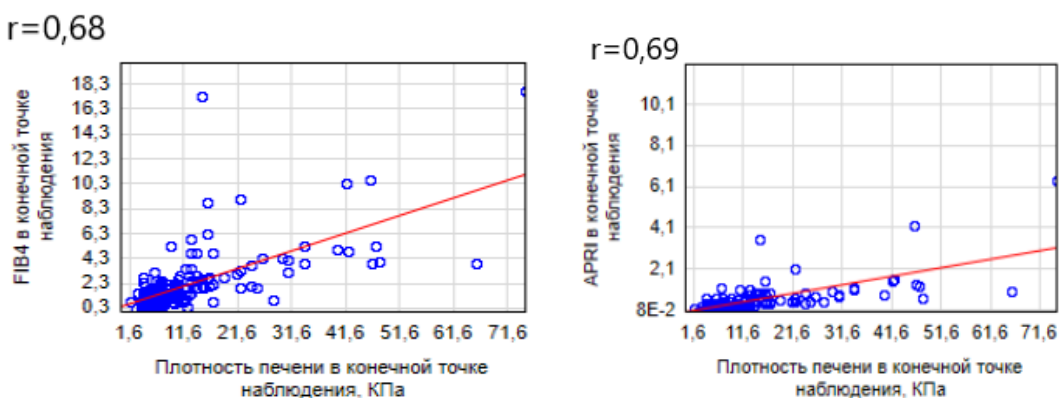 r=0,68
FIB4 в конечной точке
наблюдения
18,3
16,3
14,3
12,3
10,3
8,3
6,3
4,3
2,3
0,3
1,6 11,6 21,6 31,6 41,6 51,6 61,6 71,6
Плотность печени в конечной точке
наблюдения, КПа
r=0,69
APRI в конечной точке
наблюдения
10,1
8,1
6,1
4,1
2,1
8E-2
1,6 11,6 21,6 31,6 41,6 51,6 61,6 71,6
Плотность печени в конечной точке
наблюдения, КПа